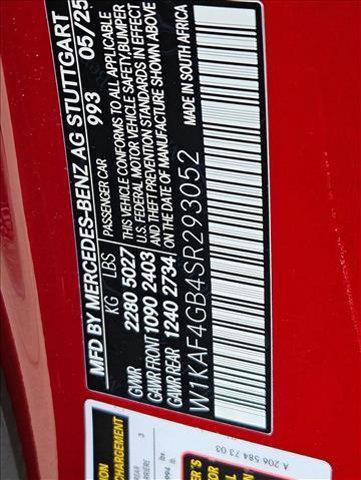 MFD BY MERCEDES-BENZ AG STUTTGART
993 05/25
PASSENGER CAR
KG / LBS
GVWR 2280 5027
GAWR FRONT 1090 2403
GAWR REAR 1240 2734
THIS VEHICLE CONFORMS TO ALL APPLICABLE
U.S. FEDERAL MOTOR VEHICLE SAFETY, BUMPER
AND THEFT PREVENTION STANDARDS IN EFFECT
ON THE DATE OF MANUFACTURE SHOWN ABOVE
MADE IN SOUTH AFRICA
W1KAF4GB4SR293052
A 206 584 73 03